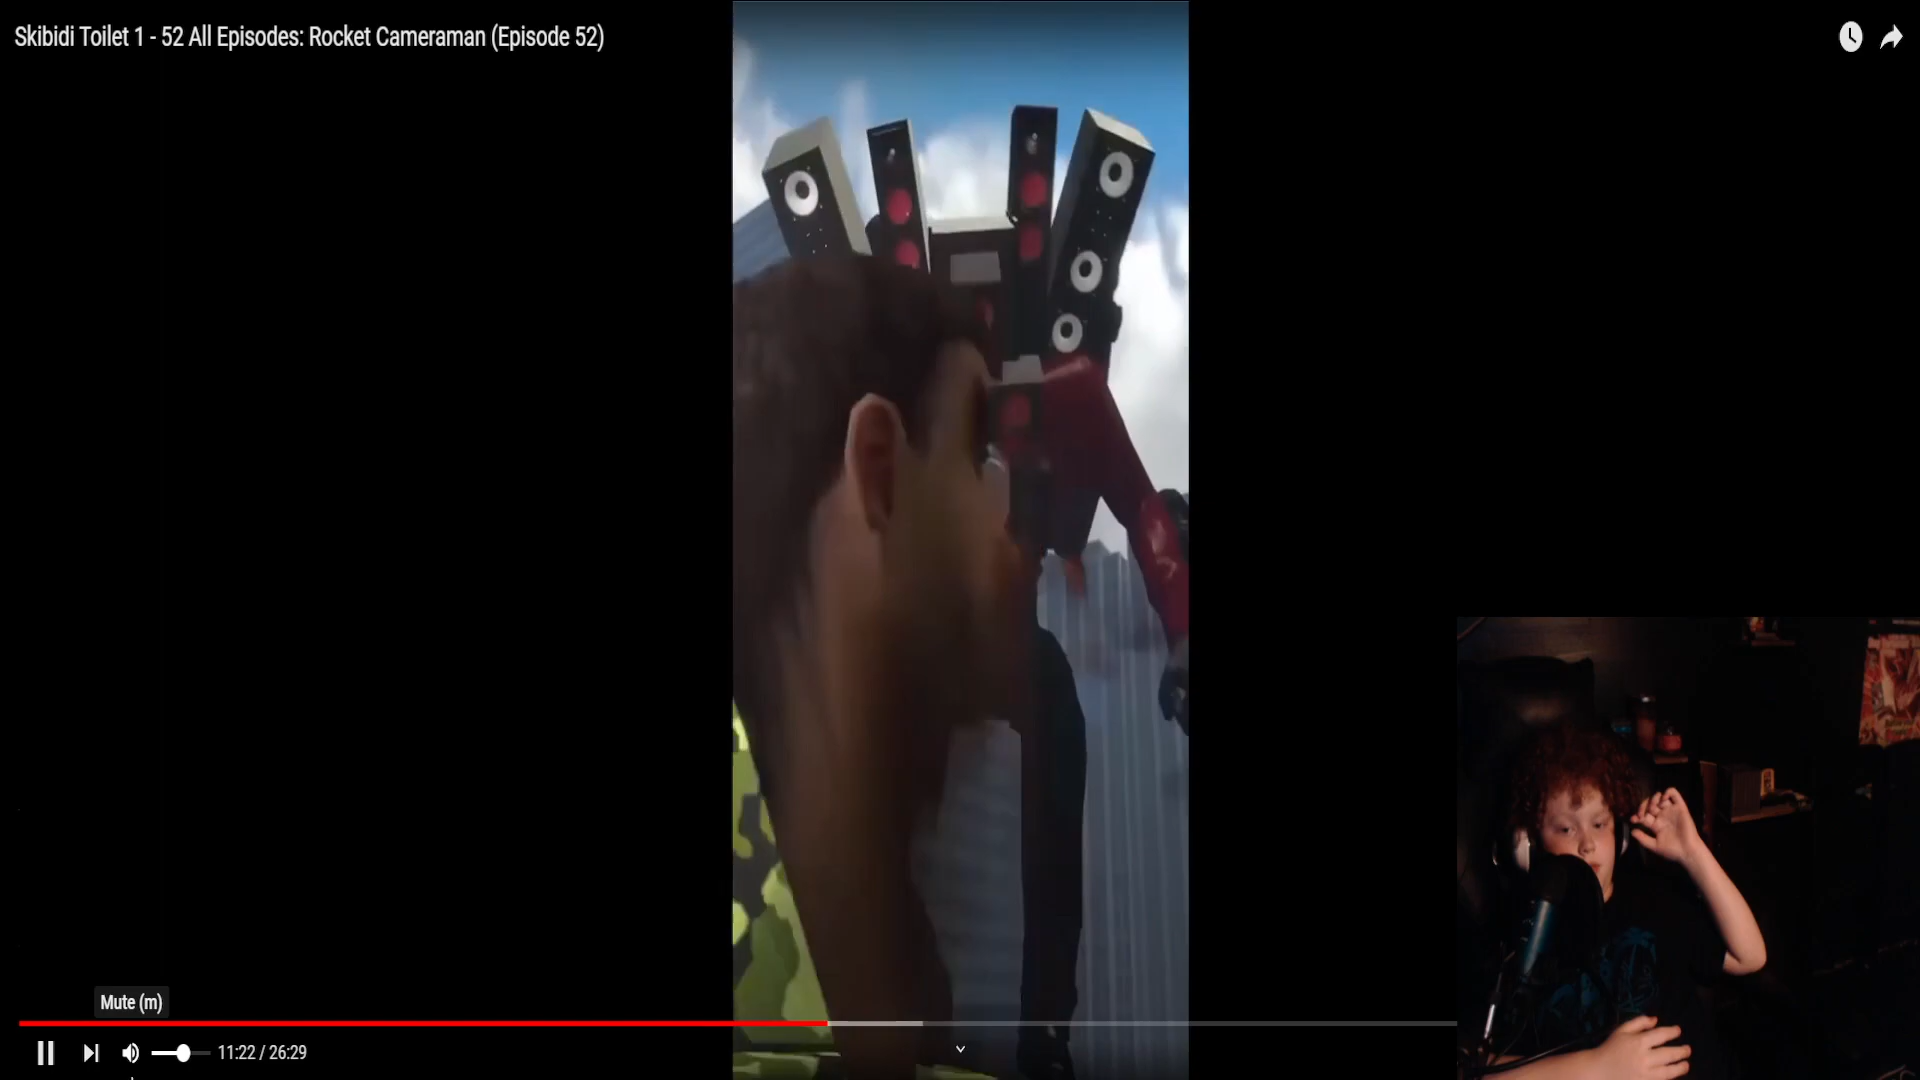 Skibidi Toilet 1 - 52 All Episodes: Rocket Cameraman (Episode 52)
Mute (m)
11:22 / 26:29